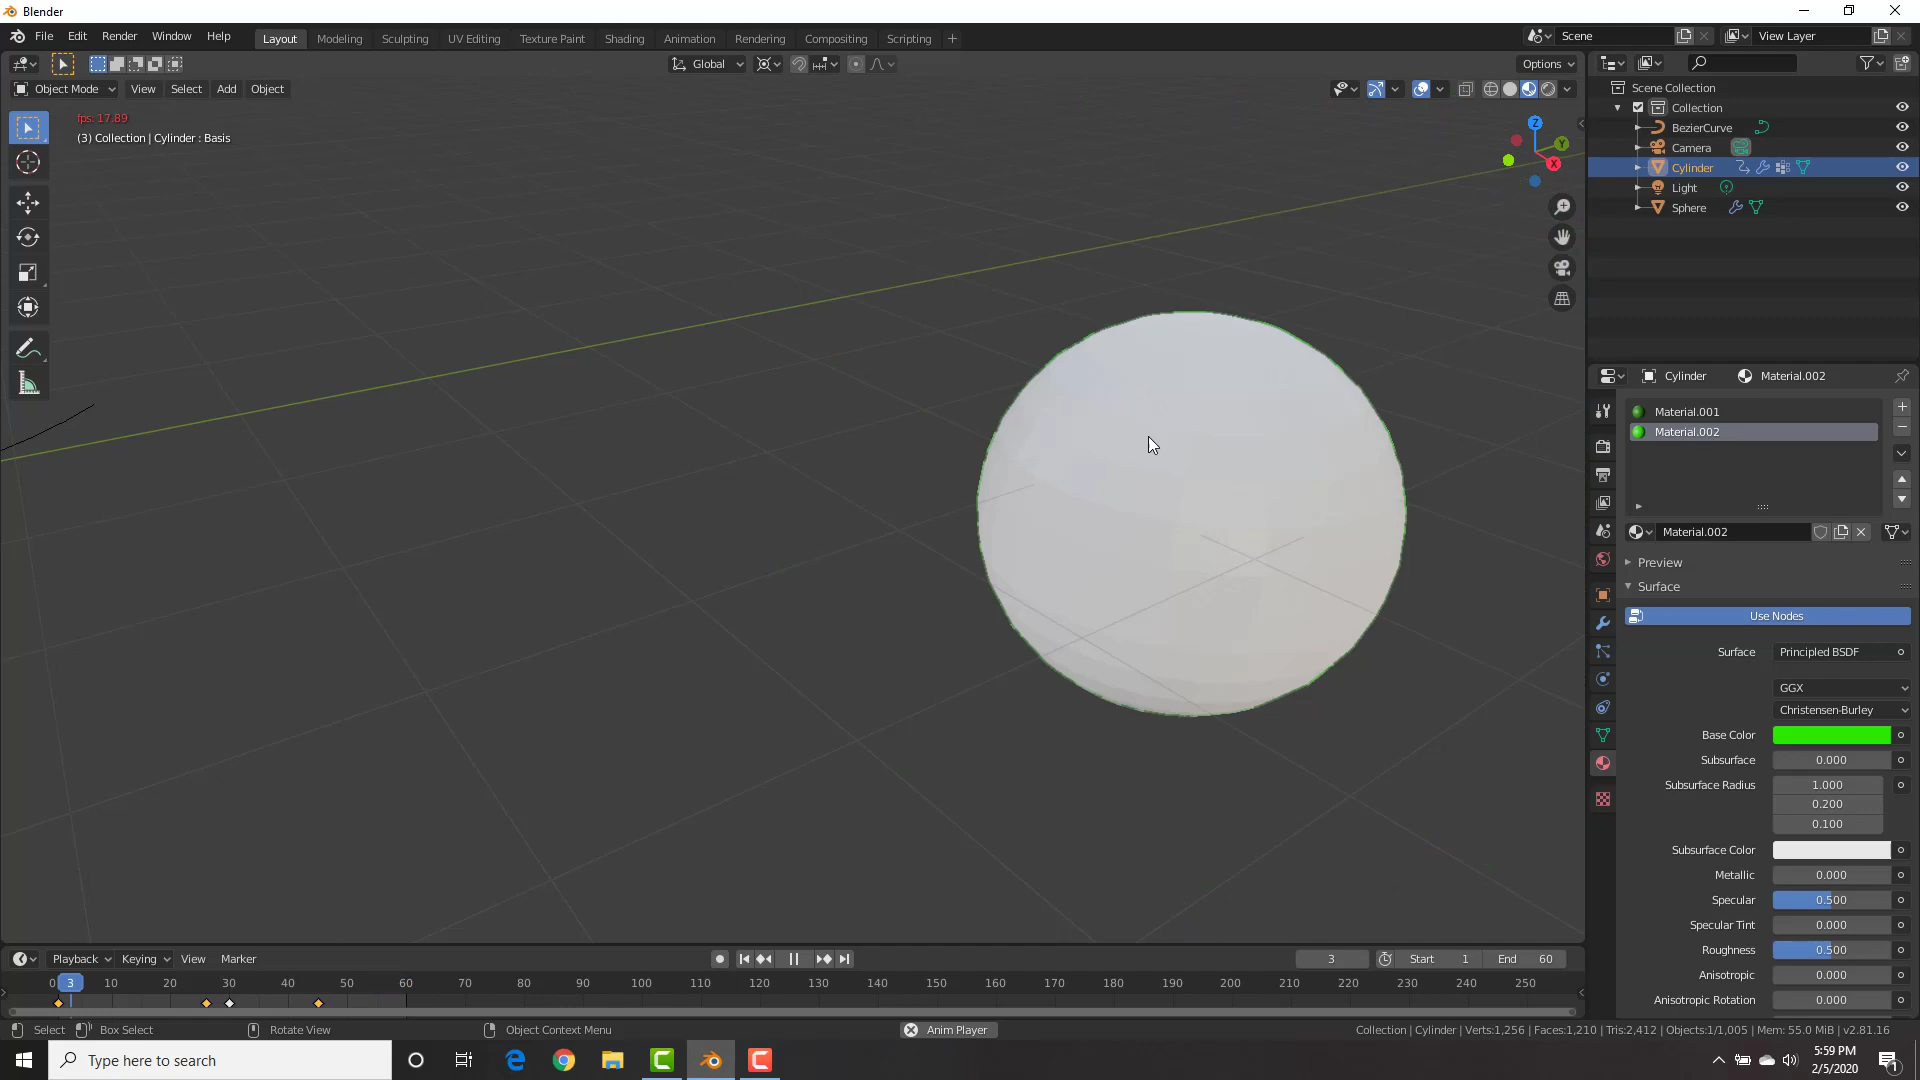 Blender
File Edit Render Window Help
Layout Modeling Sculpting UV Editing Texture Paint Shading Animation Rendering Compositing Scripting +
Scene View Layer
Global Options
Object Mode View Select Add Object
fps: 17.89
(3) Collection | Cylinder : Basis
Z
Y
X
Scene Collection
Collection
BezierCurve
Camera
Cylinder
Light
Sphere
Cylinder Material.002
Material.001
Material.002
Material.002
Preview
Surface
Use Nodes
Surface Principled BSDF
GGX
Christensen-Burley
Base Color
Subsurface 0.000
Subsurface Radius 1.000
0.200
0.100
Subsurface Color
Metallic 0.000
Specular 0.500
Specular Tint 0.000
Roughness 0.500
Anisotropic 0.000
Anisotropic Rotation 0.000
Playback Keying View Marker 3 Start 1 End 60
0 3 10 20 30 40 50 60 70 80 90 100 110 120 130 140 150 160 170 180 190 200 210 220 230 240 250
Select Box Select Rotate View Object Context Menu Anim Player Collection | Cylinder | Verts:1,256 | Faces:1,210 | Tris:2,412 | Objects:1/1,005 | Mem: 55.0 MiB | v2.81.16
Type here to search
5:59 PM
2/5/2020
1